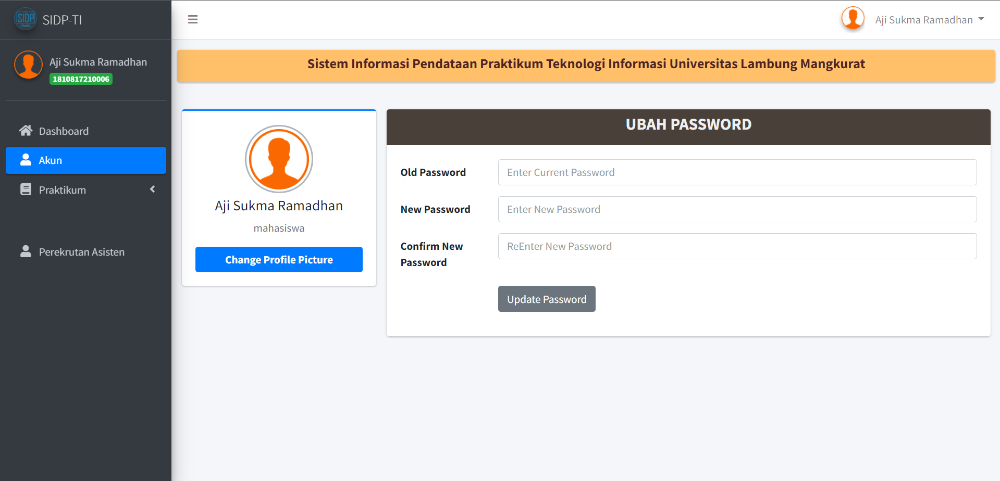 SIDP
SIDP-TI
Aji Sukma Ramadhan
Aji Sukma Ramadhan
1810817210006
Dashboard
Akun
Praktikum
Perekrutan Asisten
Sistem Informasi Pendataan Praktikum Teknologi Informasi Universitas Lambung Mangkurat
Aji Sukma Ramadhan
mahasiswa
Change Profile Picture
UBAH PASSWORD
Old Password
Enter Current Password
New Password
Enter New Password
Confirm New
Password
ReEnter New Password
Update Password